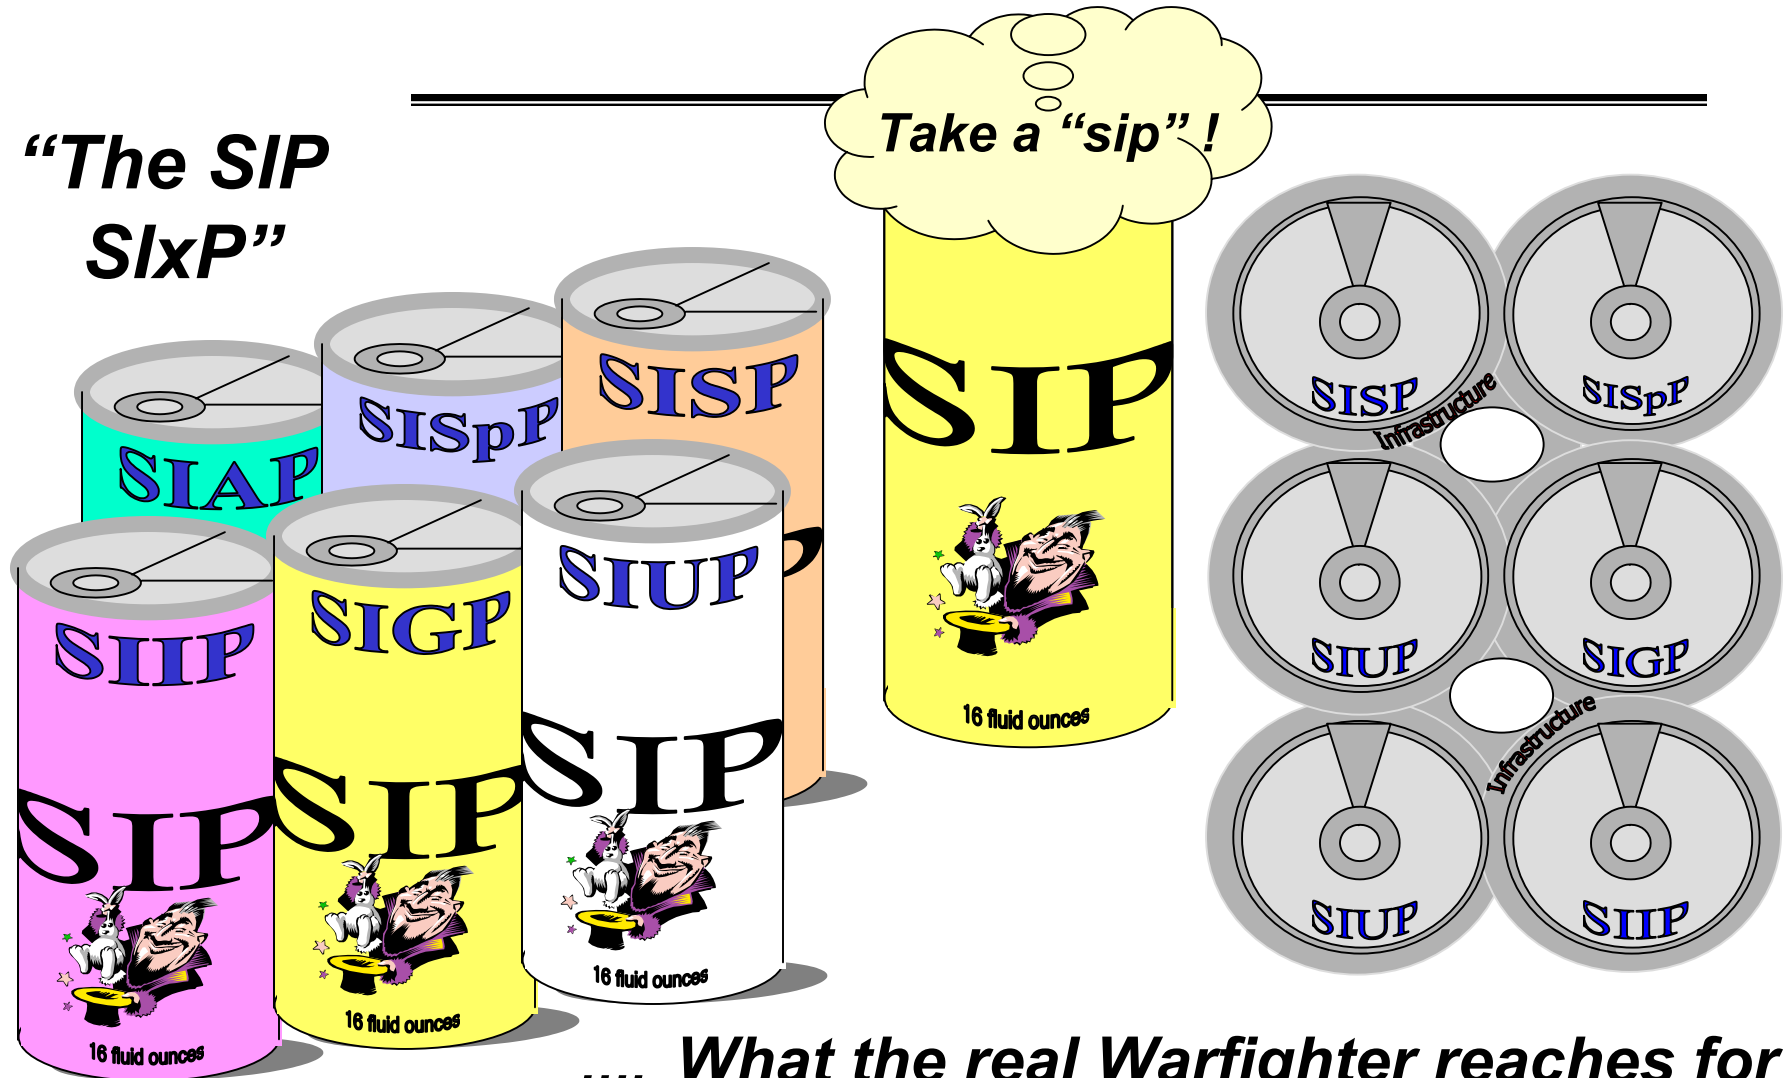 “The SIP
SIxP”
Take a “sip” !
SIAP
SISpP
SISP
SIIP
SIP
16 fluid ounces
SIGP
SIP
16 fluid ounces
SIUP
SIP
16 fluid ounces
P
SIP
16 fluid ounces
SISP
SISpP
Infrastructure
SIUP
SIGP
Infrastructure
SIUP
SIIP
.... What the real Warfighter reaches for